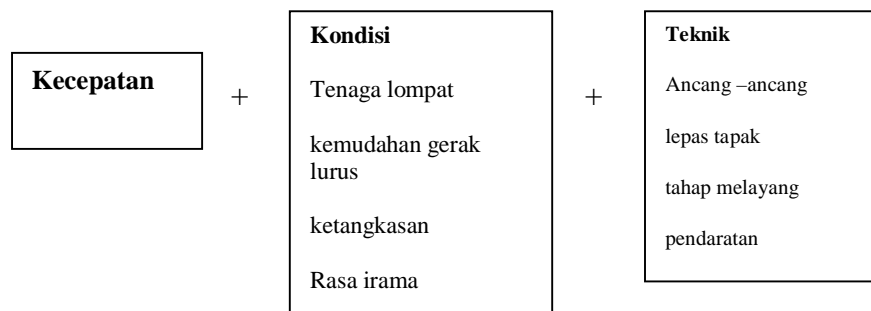 Kecepatan
+
Kondisi
Tenaga lompat
kemudahan gerak
lurus
ketangkasan
Rasa irama
+
Teknik
Ancang –ancang
lepas tapak
tahap melayang
pendaratan